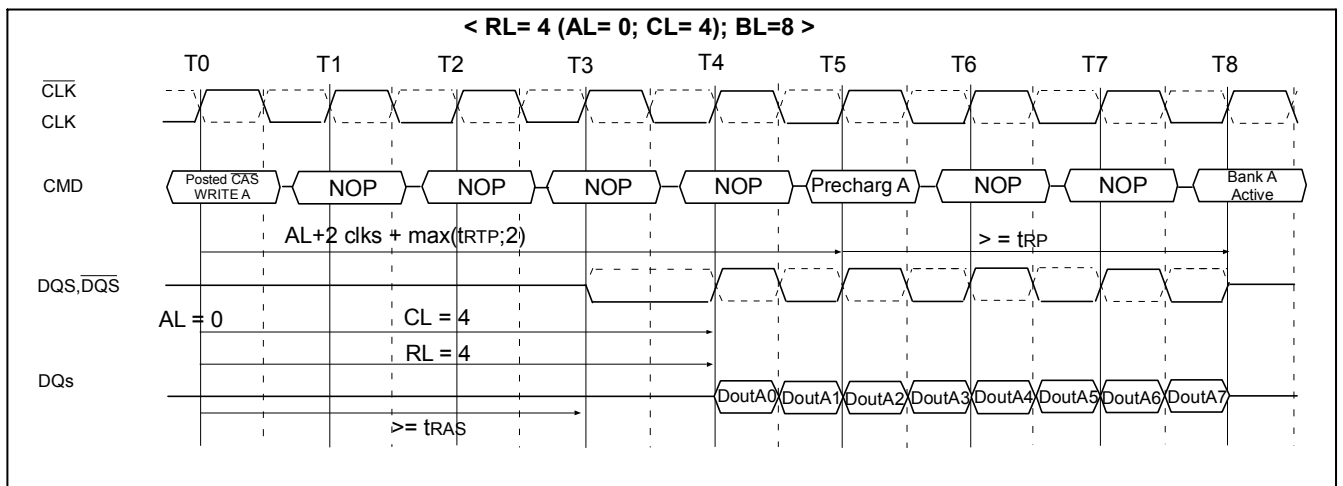 < RL= 4 (AL= 0; CL= 4); BL=8 >
T0 T1 T2 T3 T4 T5 T6 T7 T8
CLK
CLK
CMD Posted CAS WRITE A NOP NOP NOP NOP Precharg A NOP NOP Bank A Active
AL+2 clks + max(tRTP;2) > = tRP
DQS,DQS
AL = 0 CL = 4
RL = 4
DQs DoutA0 DoutA1 DoutA2 DoutA3 DoutA4 DoutA5 DoutA6 DoutA7
>= tRAS